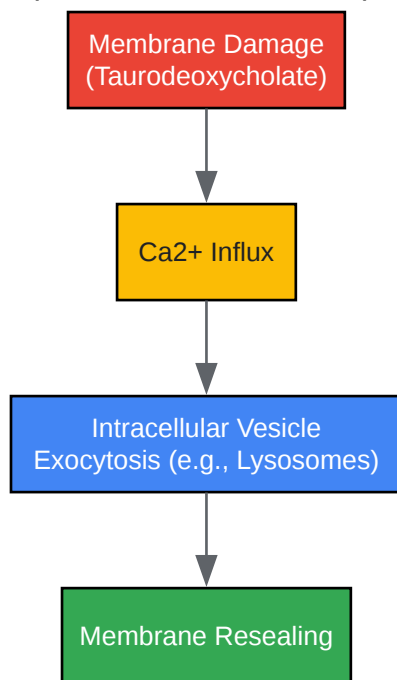 Membrane Damage
(Taurodeoxycholate)
Ca2+ Influx
Intracellular Vesicle
Exocytosis (e.g., Lysosomes)
Membrane Resealing